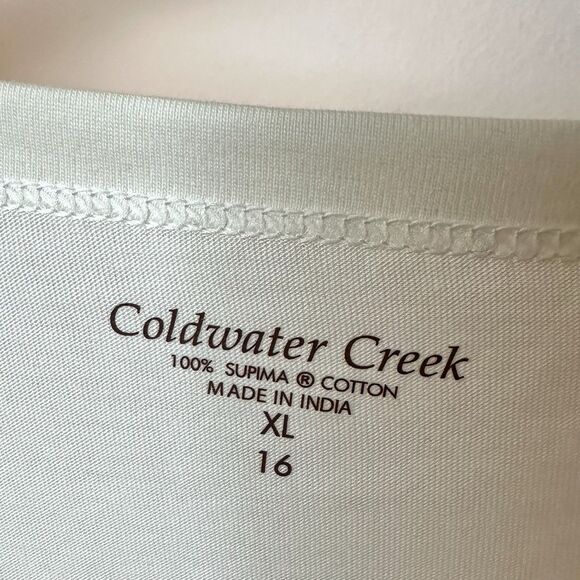 Coldwater Creek
100% SUPIMA ® COTTON
MADE IN INDIA
XL
16